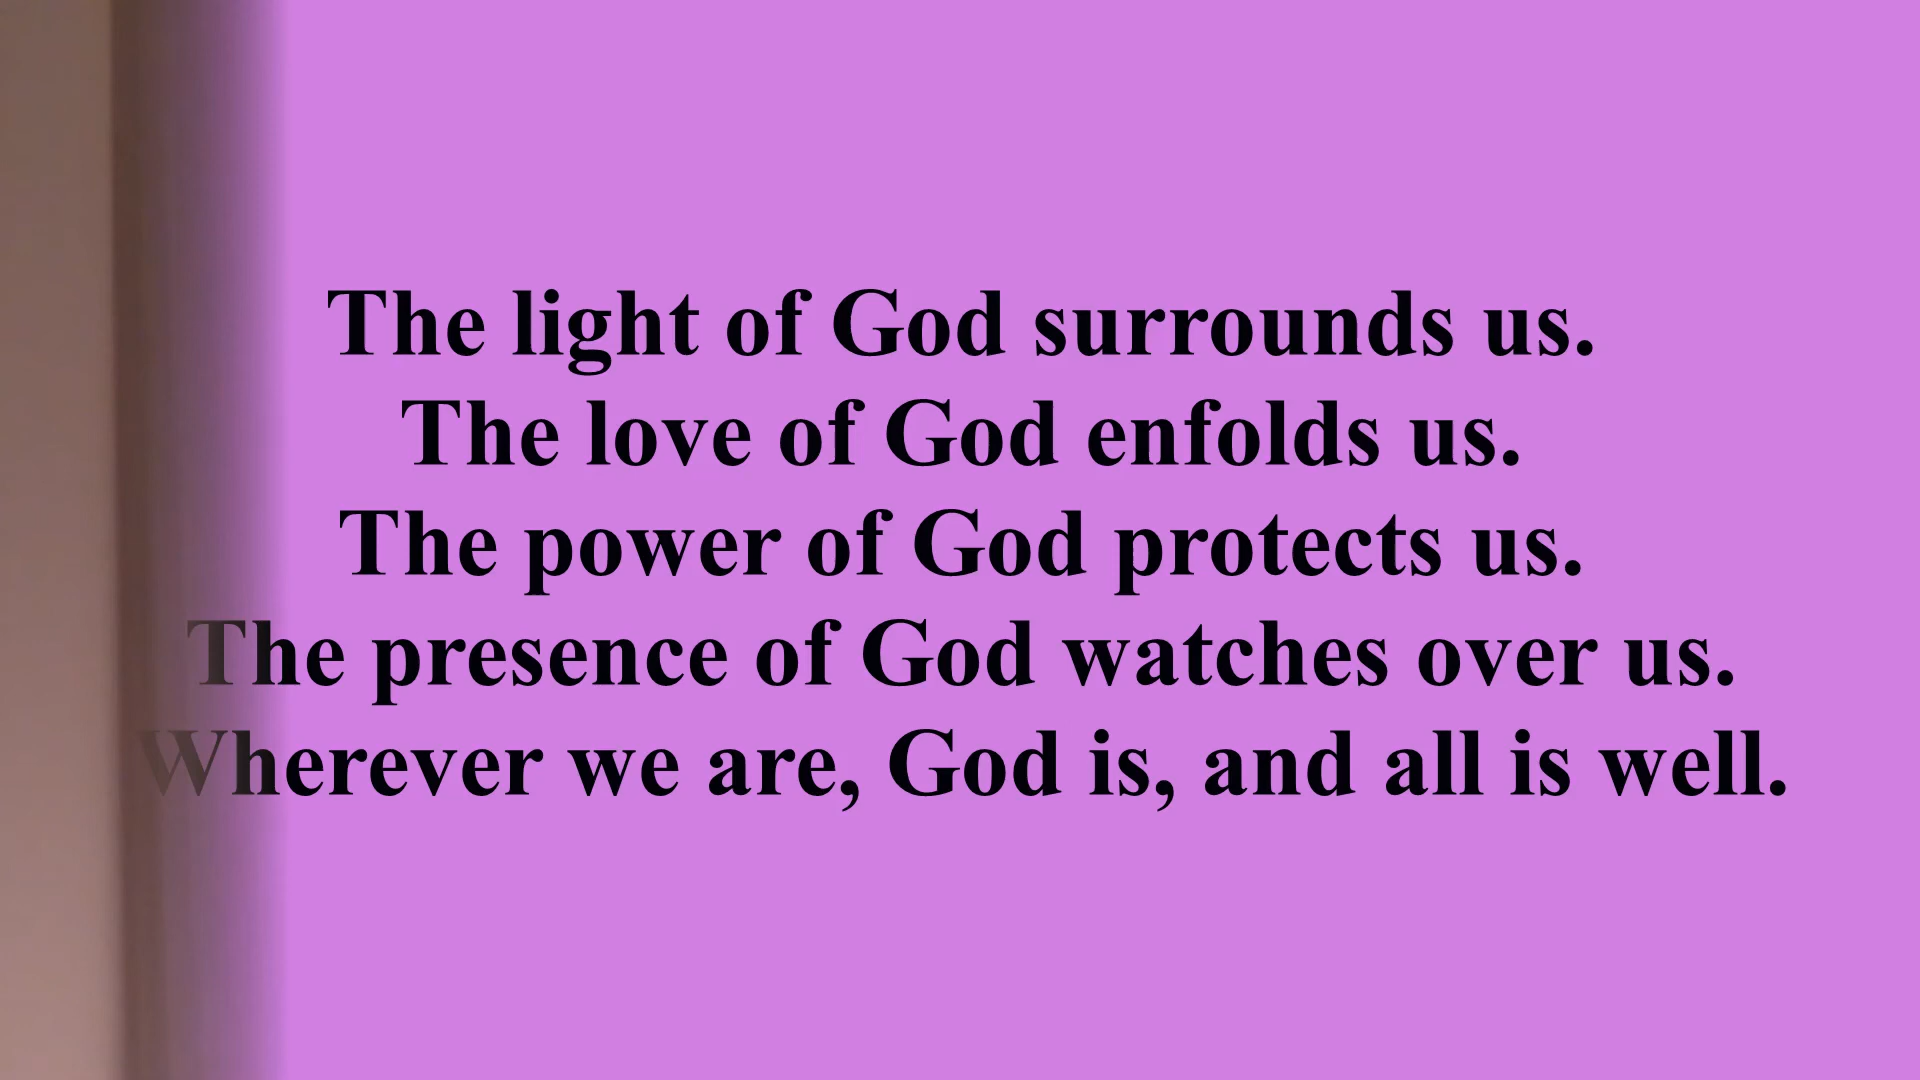 The light of God surrounds us.
The love of God enfolds us.
The power of God protects us.
The presence of God watches over us.
Wherever we are, God is, and all is well.